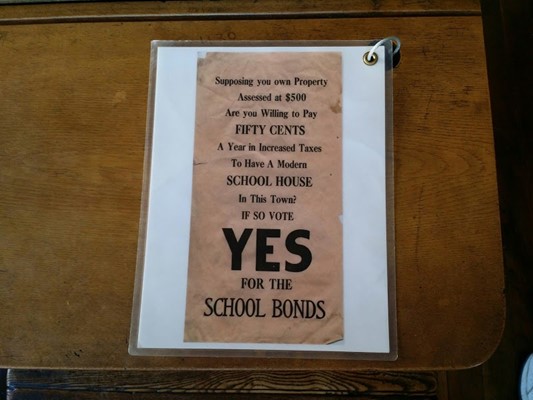 Supposing you own Property
Assessed at $500
Are you Willing to Pay
FIFTY CENTS
A Year in Increased Taxes
To Have A Modern
SCHOOL HOUSE
In This Town?
IF SO VOTE
YES
FOR THE
SCHOOL BONDS